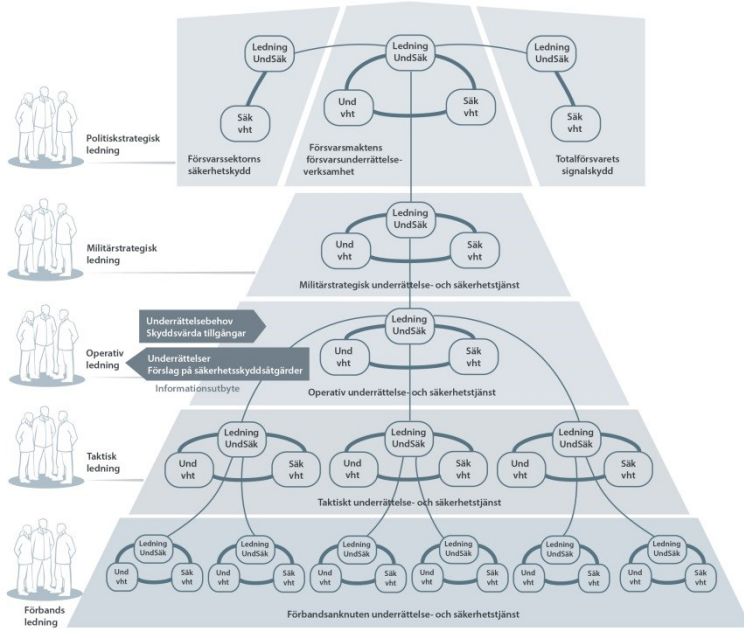 Ledning
UndSäk
Ledning
UndSäk
Ledning
UndSäk
Säk
vht
Und
vht
Säk
vht
Säk
vht
Politiskstrategisk
ledning
Försvarssektorns
säkerhetskydd
Försvarsmaktens
försvarsunderrättelse-
verksamhet
Totalförsvarets
signalskydd
Ledning
UndSäk
Und
vht
Säk
vht
Militärstrategisk
ledning
Militärstrategisk underrättelse- och säkerhetstjänst
Underrättelsebehov
Skyddsvärda tillgångar
Ledning
UndSäk
Und
vht
Säk
vht
Operativ
ledning
Underrättelser
Förslag på säkerhetsskyddsåtgärder
Informationsutbyte
Operativ underrättelse- och säkerhetstjänst
Ledning
UndSäk
Ledning
UndSäk
Ledning
UndSäk
Und
vht
Säk
vht
Und
vht
Säk
vht
Und
vht
Säk
vht
Taktisk
ledning
Taktiskt underrättelse- och säkerhetstjänst
Ledning
UndSäk
Ledning
UndSäk
Ledning
UndSäk
Ledning
UndSäk
Ledning
UndSäk
Ledning
UndSäk
Und
vht
Säk
vht
Und
vht
Säk
vht
Und
vht
Säk
vht
Und
vht
Säk
vht
Und
vht
Säk
vht
Und
vht
Säk
vht
Förbands
ledning
Förbandsanknuten underrättelse- och säkerhetstjänst